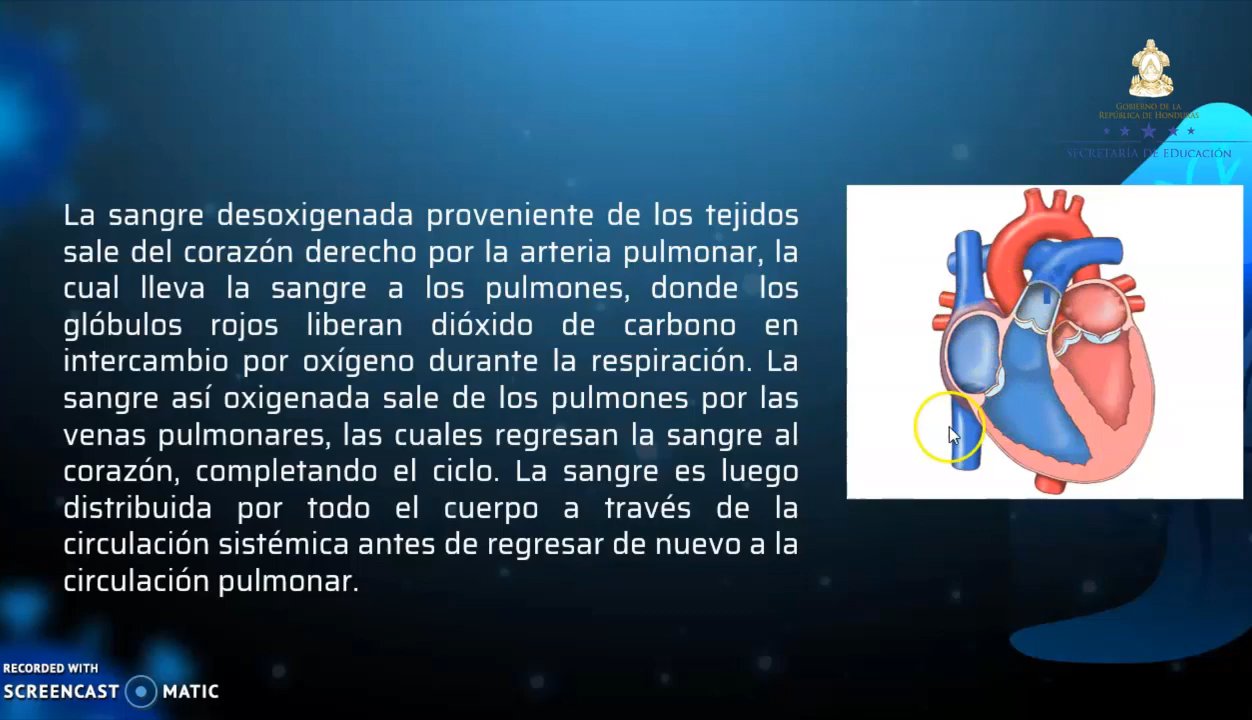 GOBIERNO DE LA
REPÚBLICA DE HONDURAS
SECRETARÍA DE EDUCACIÓN
La sangre desoxigenada proveniente de los tejidos
sale del corazón derecho por la arteria pulmonar, la
cual lleva la sangre a los pulmones, donde los
glóbulos rojos liberan dióxido de carbono en
intercambio por oxígeno durante la respiración. La
sangre así oxigenada sale de los pulmones por las
venas pulmonares, las cuales regresan la sangre al
corazón, completando el ciclo. La sangre es luego
distribuida por todo el cuerpo a través de la
circulación sistémica antes de regresar de nuevo a la
circulación pulmonar.
RECORDED WITH
SCREENCAST MATIC